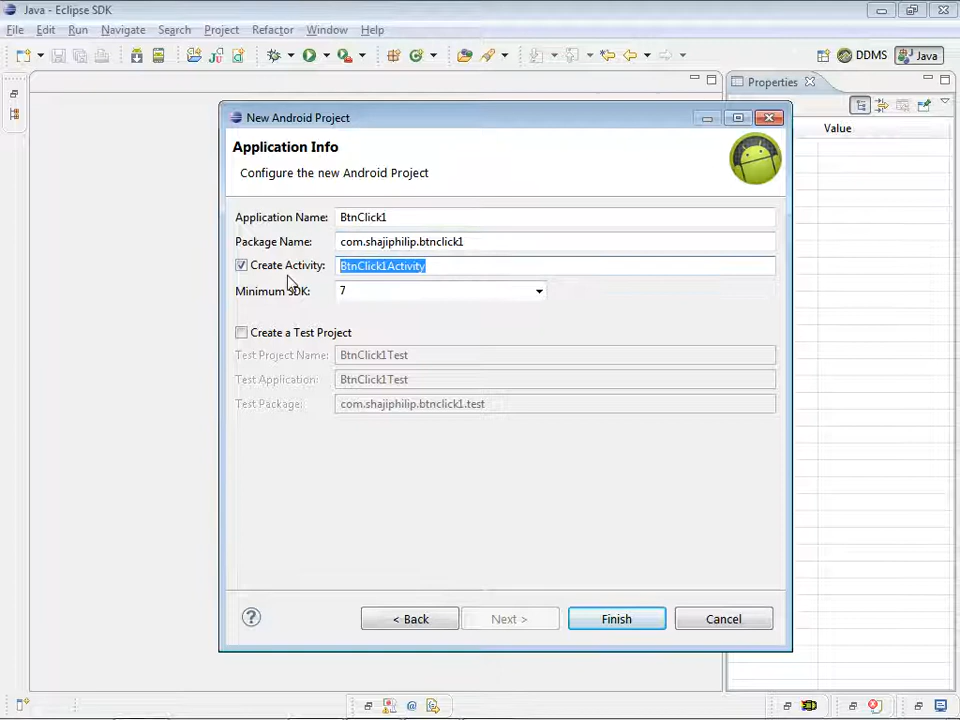 Java - Eclipse SDK
File Edit Run Navigate Search Project Refactor Window Help
DDMS Java
Properties
Value
New Android Project
Application Info
Configure the new Android Project
Application Name: BtnClick1
Package Name: com.shajiphilip.btnclick1
Create Activity: BtnClick1Activity
Minimum SDK: 7
Create a Test Project
Test Project Name: BtnClick1Test
Test Application: BtnClick1Test
Test Package: com.shajiphilip.btnclick1.test
< Back Next > Finish Cancel